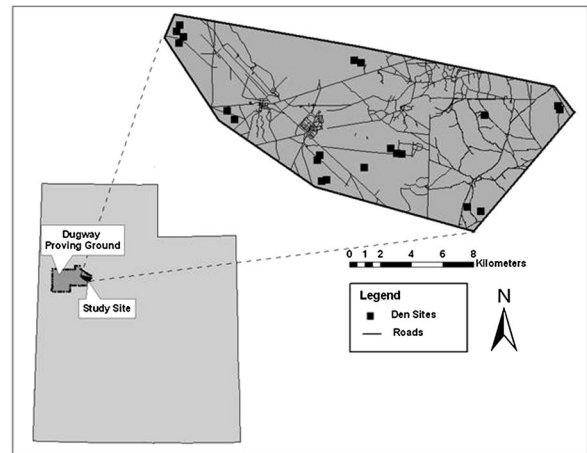 Dugway
Proving Ground
Study Site
0 1 2 4 6 8
Kilometers
Legend
Den Sites
Roads
N